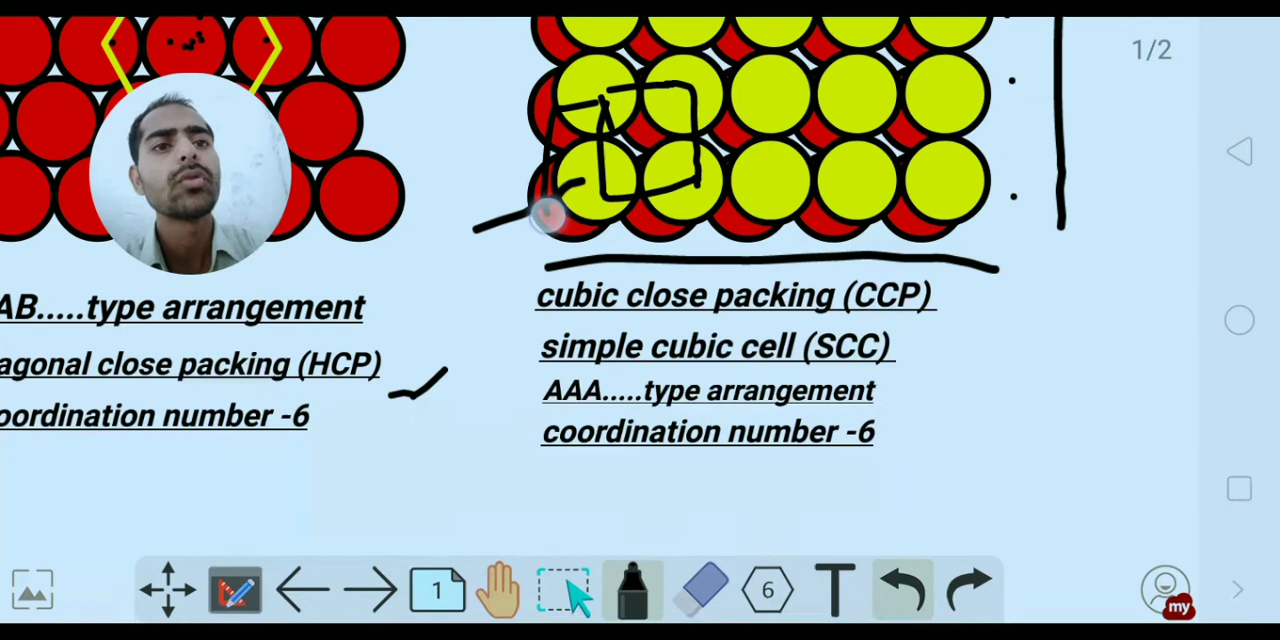 1/2
AB.....type arrangement
agonal close packing (HCP)
oordination number -6
cubic close packing (CCP)
simple cubic cell (SCC)
AAA.....type arrangement
coordination number -6
1
6
T
my